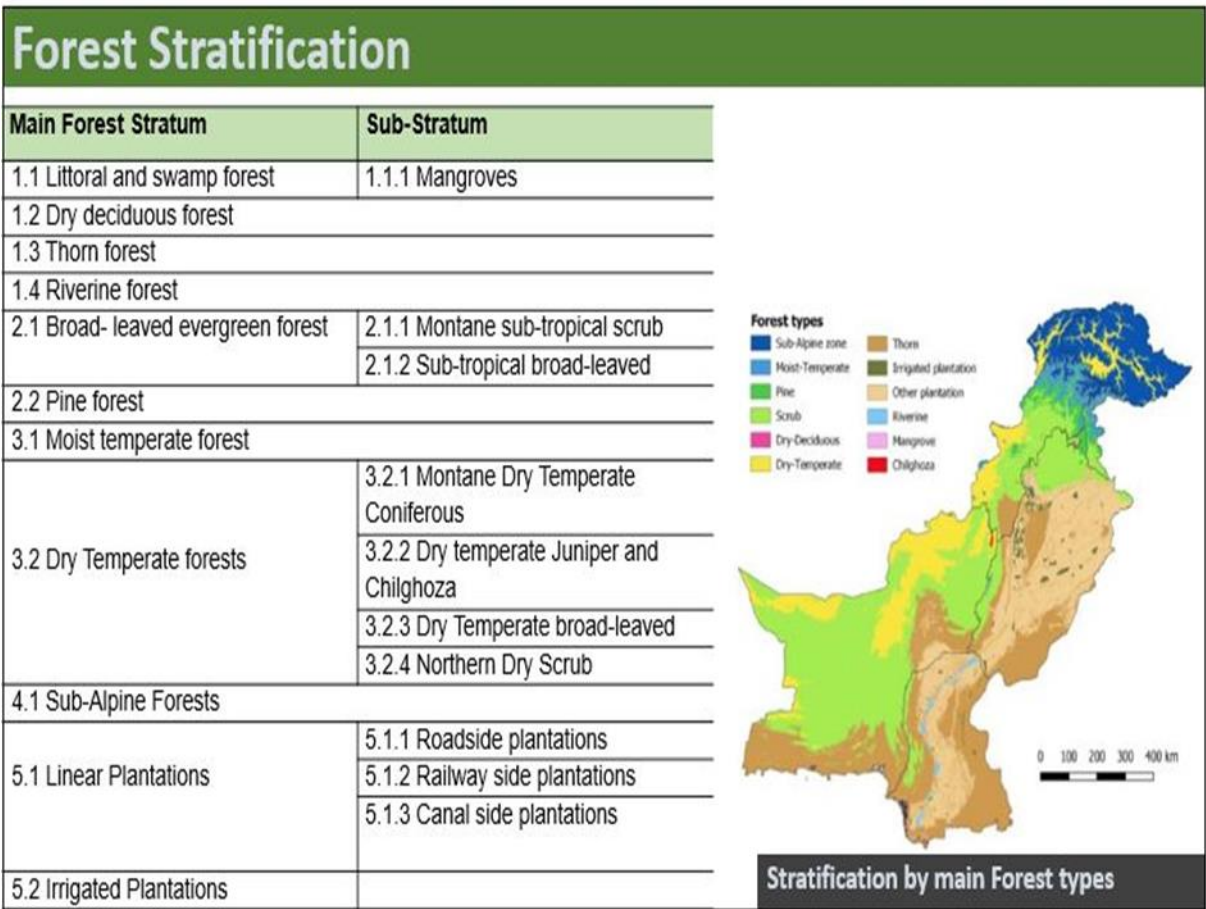 Forest Stratification
Main Forest Stratum
Sub-Stratum
1.1 Littoral and swamp forest
1.1.1 Mangroves
1.2 Dry deciduous forest
1.3 Thorn forest
1.4 Riverine forest
2.1 Broad- leaved evergreen forest
2.1.1 Montane sub-tropical scrub
2.1.2 Sub-tropical broad-leaved
2.2 Pine forest
3.1 Moist temperate forest
3.2 Dry Temperate forests
3.2.1 Montane Dry Temperate
Coniferous
3.2.2 Dry temperate Juniper and
Chilghoza
3.2.3 Dry Temperate broad-leaved
3.2.4 Northern Dry Scrub
4.1 Sub-Alpine Forests
5.1 Linear Plantations
5.1.1 Roadside plantations
5.1.2 Railway side plantations
5.1.3 Canal side plantations
5.2 Irrigated Plantations
Forest types
Sub-Alpine zone
Moist-Temperate
Pine
Scrub
Dry-Deciduous
Dry-Temperate
Thorn
Irrigated plantation
Other plantation
Riverine
Mangrove
Chilghoza
0 100 200 300 400 km
Stratification by main Forest types